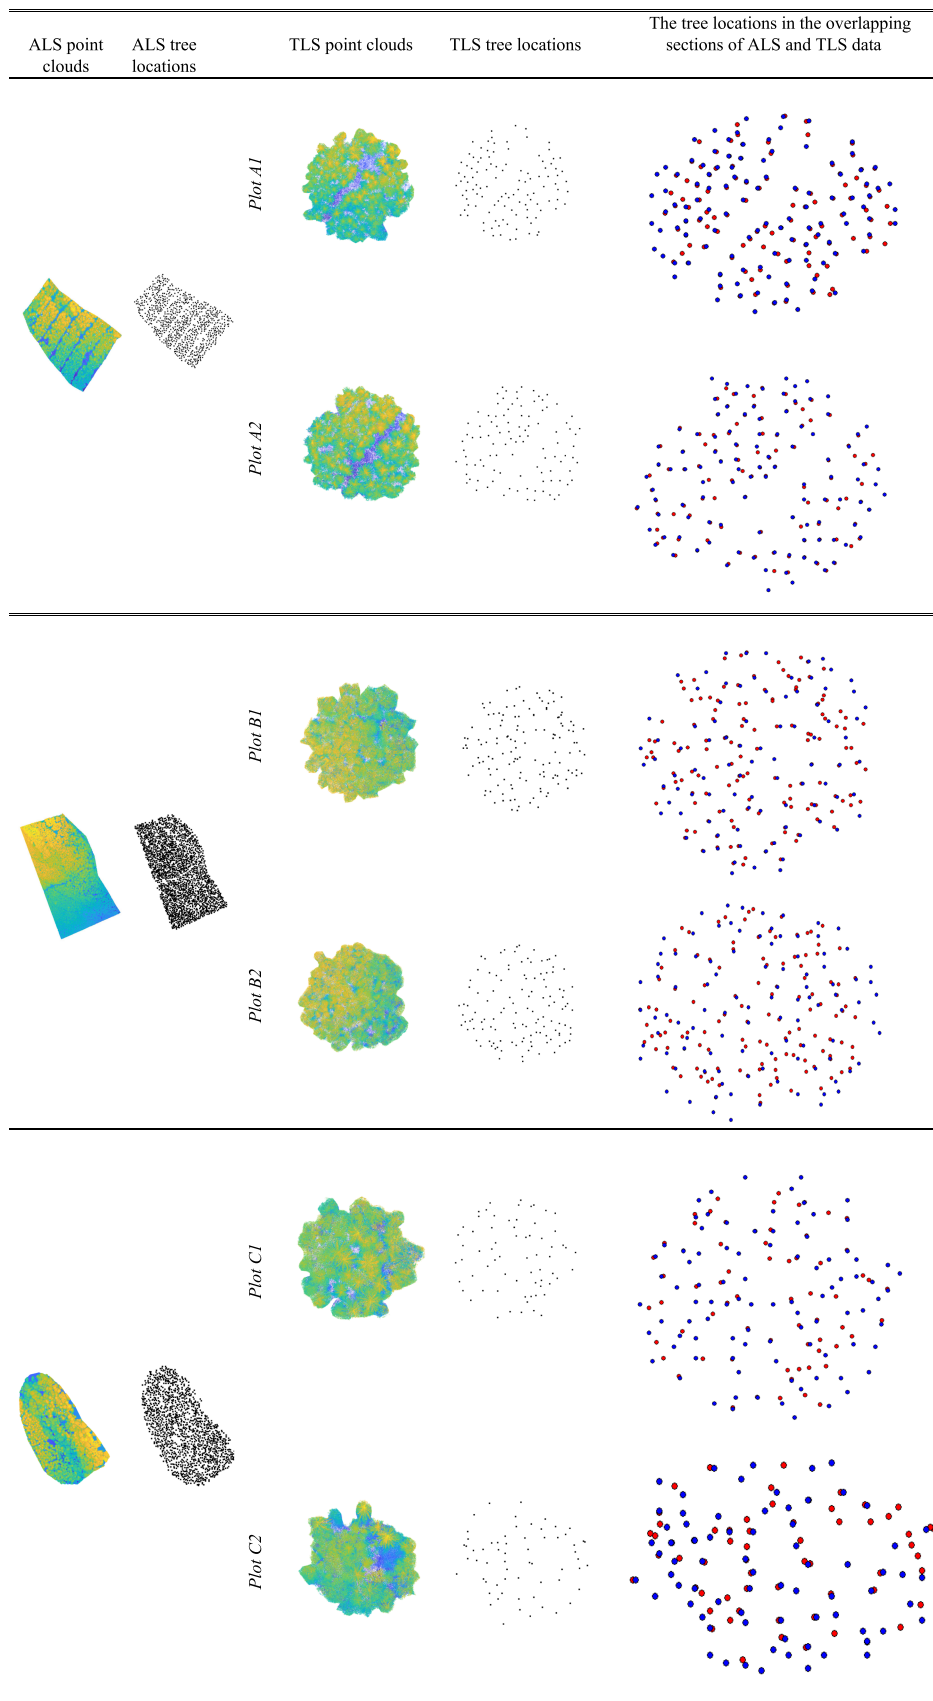 The tree locations in the overlapping
sections of ALS and TLS data
ALS point
clouds
ALS tree
locations
TLS point clouds
TLS tree locations
Plot A1
Plot A2
Plot B1
Plot B2
Plot C1
Plot C2